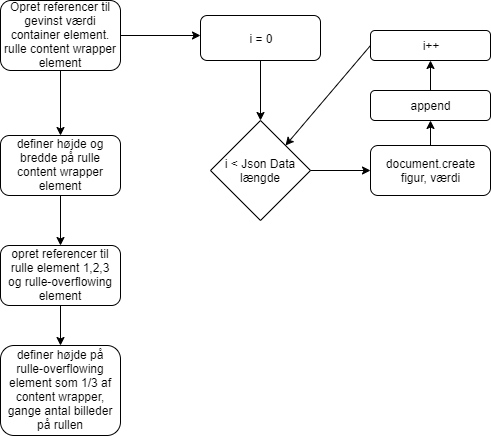 Opret referencer til
gevinst værdi
container element.
rulle content wrapper
element
i = 0
i++
append
i < Json Data
længde
document.create
figur, værdi
definer højde og
bredde på rulle
content wrapper
element
opret referencer til
rulle element 1,2,3
og rulle-overflowing
element
definer højde på
rulle-overflowing
element som 1/3 af
content wrapper,
gange antal billeder
på rullen